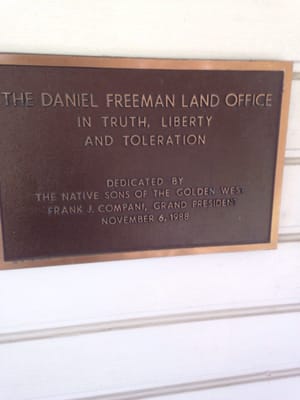 THE DANIEL FREEMAN LAND OFFICE
IN TRUTH, LIBERTY
AND TOLERATION
DEDICATED BY
THE NATIVE SONS OF THE GOLDEN WEST
FRANK J. COMPANI, GRAND PRESIDENT
NOVEMBER 6, 1988